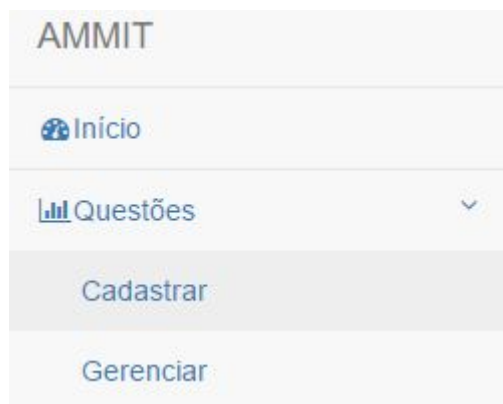 AMMIT
Início
Questões
Cadastrar
Gerenciar